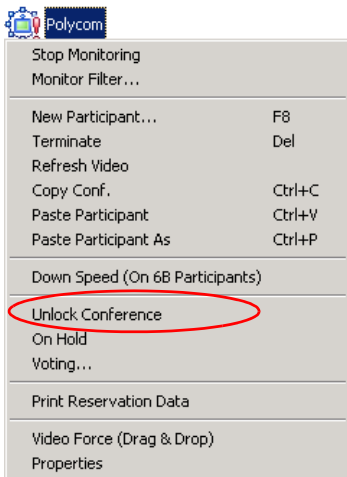 Polycom
Stop Monitoring
Monitor Filter...
New Participant... F8
Terminate Del
Refresh Video
Copy Conf. Ctrl+C
Paste Participant Ctrl+V
Paste Participant As Ctrl+P
Down Speed (On 6B Participants)
Unlock Conference
On Hold
Voting...
Print Reservation Data
Video Force (Drag & Drop)
Properties